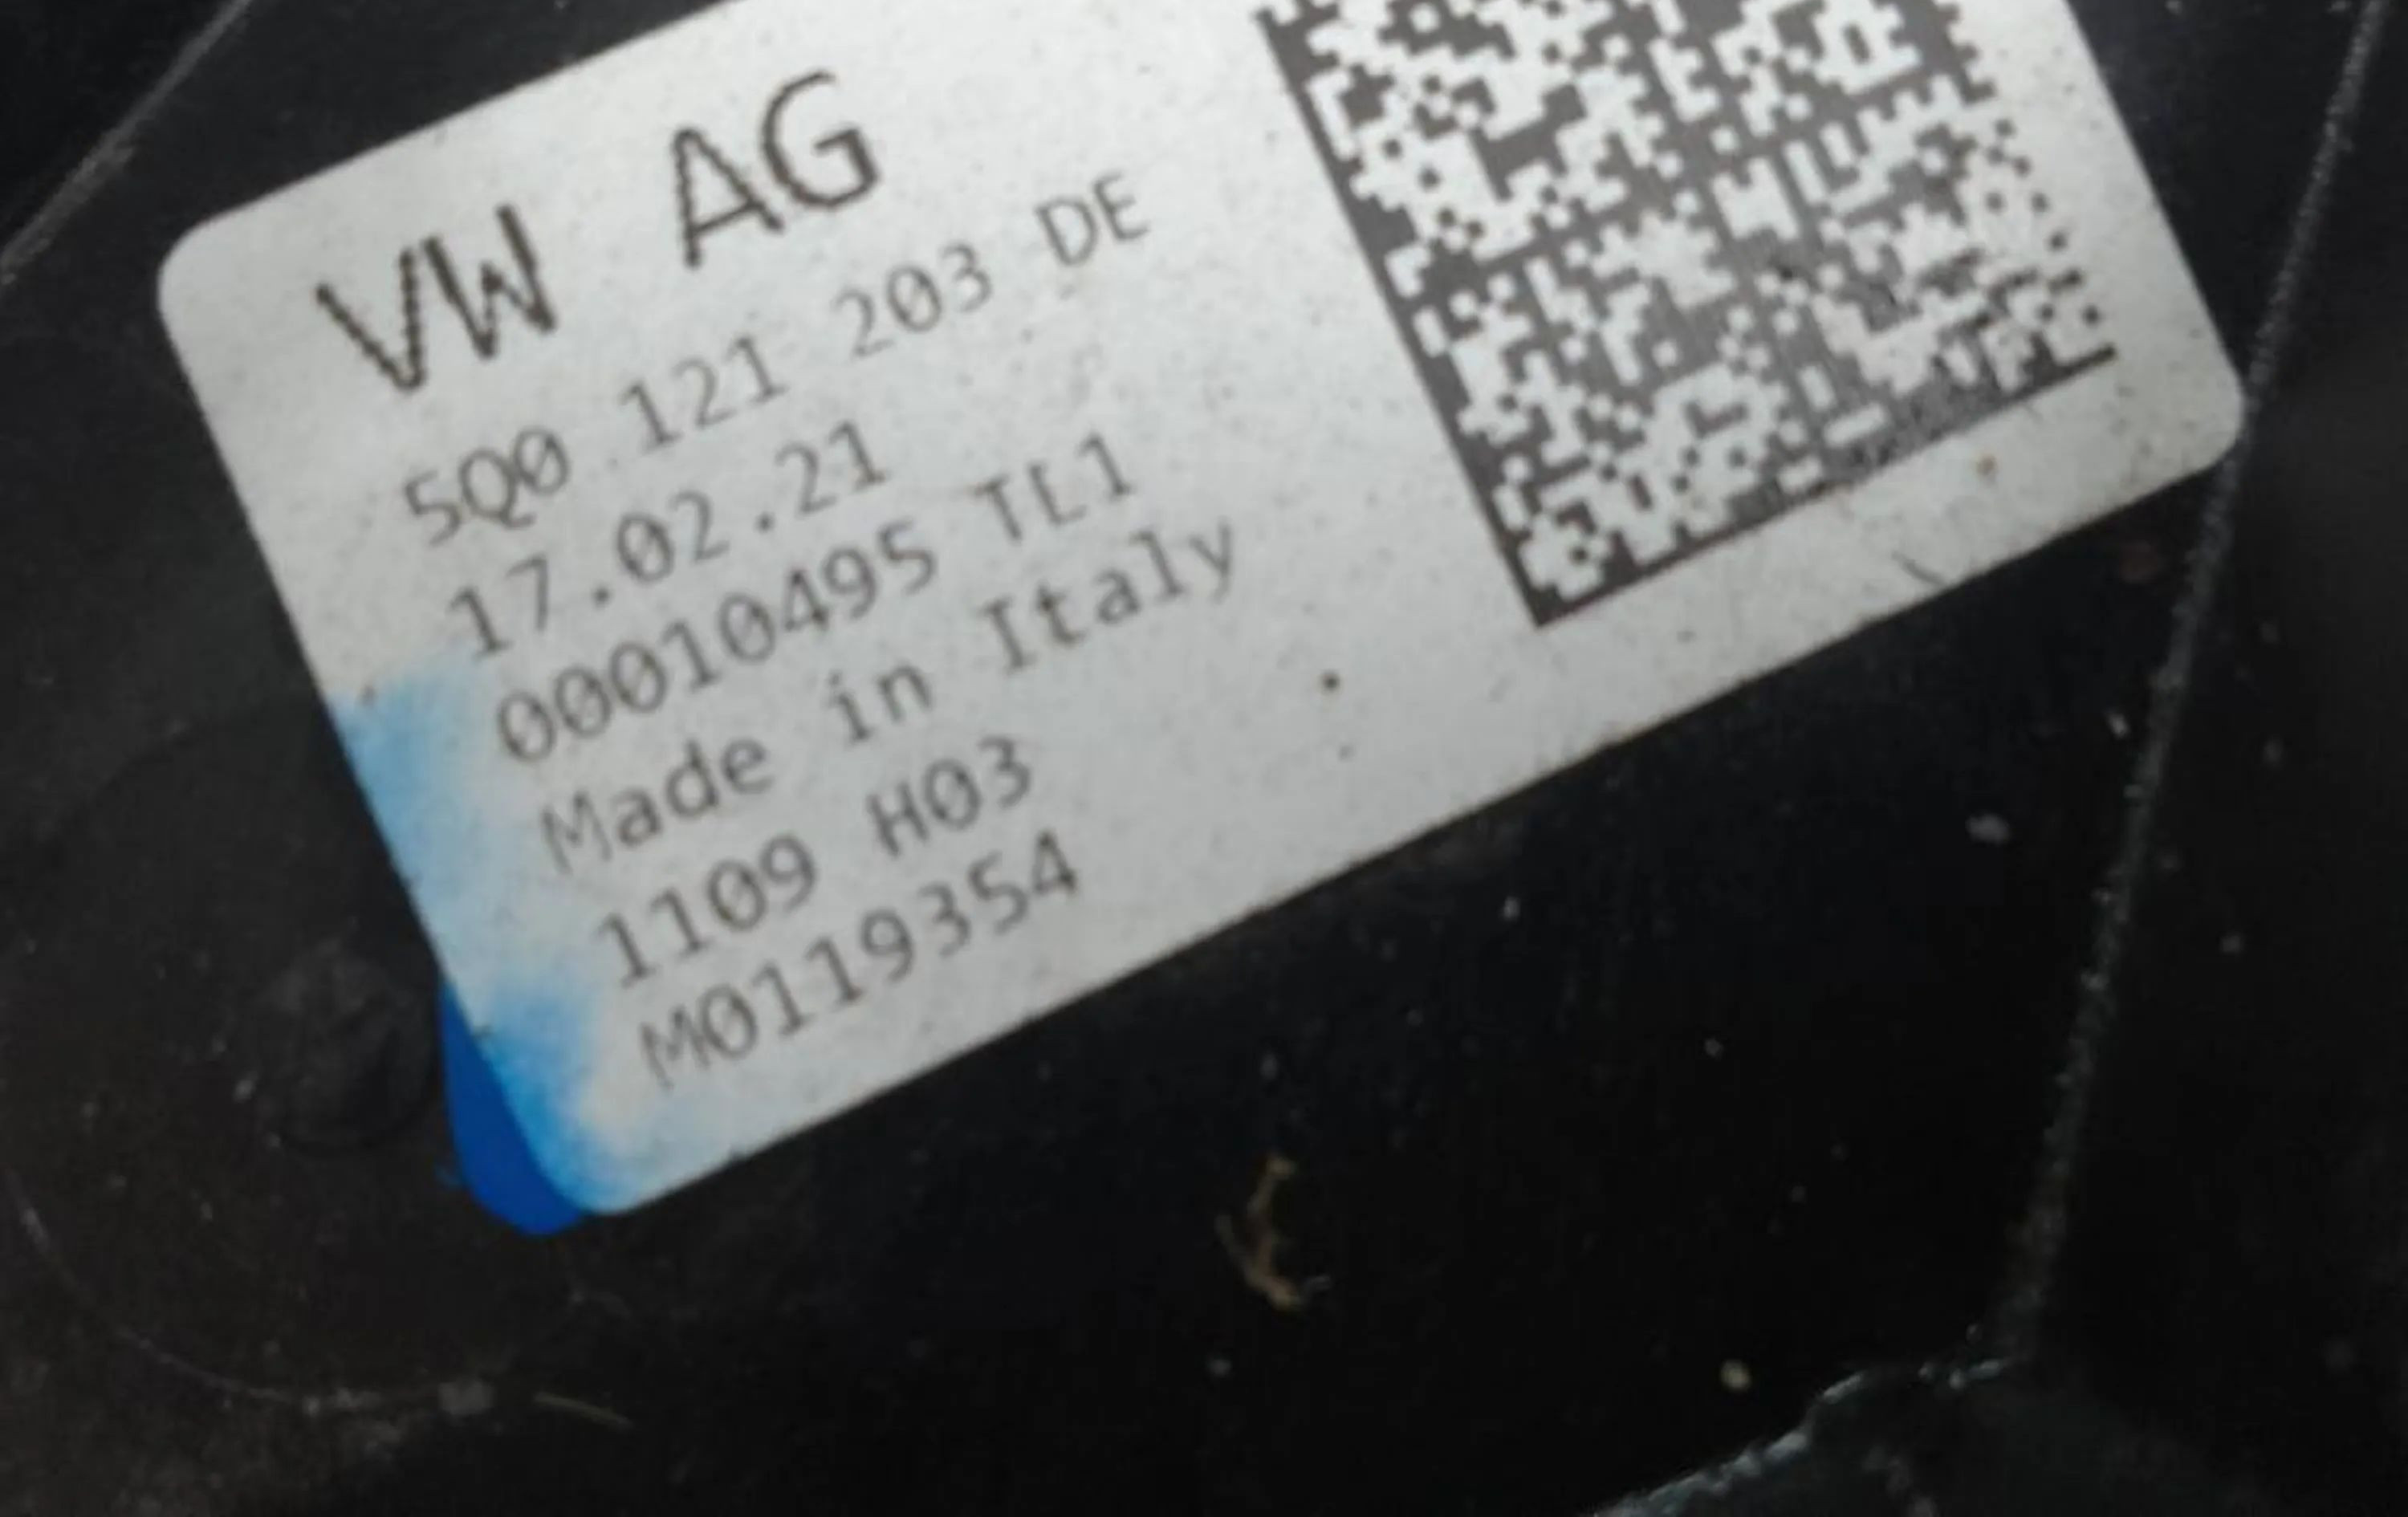 VW AG
5Q0 121 203 DE
17.02.21
00010495 TL1
Made in Italy
1109 H03
M0119354